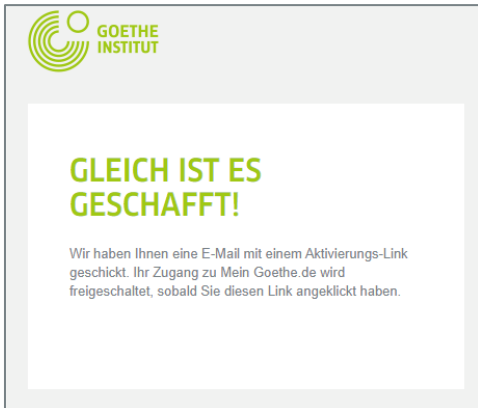 GOETHE
INSTITUT
GLEICH IST ES
GESCHAFFT!
Wir haben Ihnen eine E-Mail mit einem Aktivierungs-Link
geschickt. Ihr Zugang zu Mein Goethe.de wird
freigeschaltet, sobald Sie diesen Link angeklickt haben.